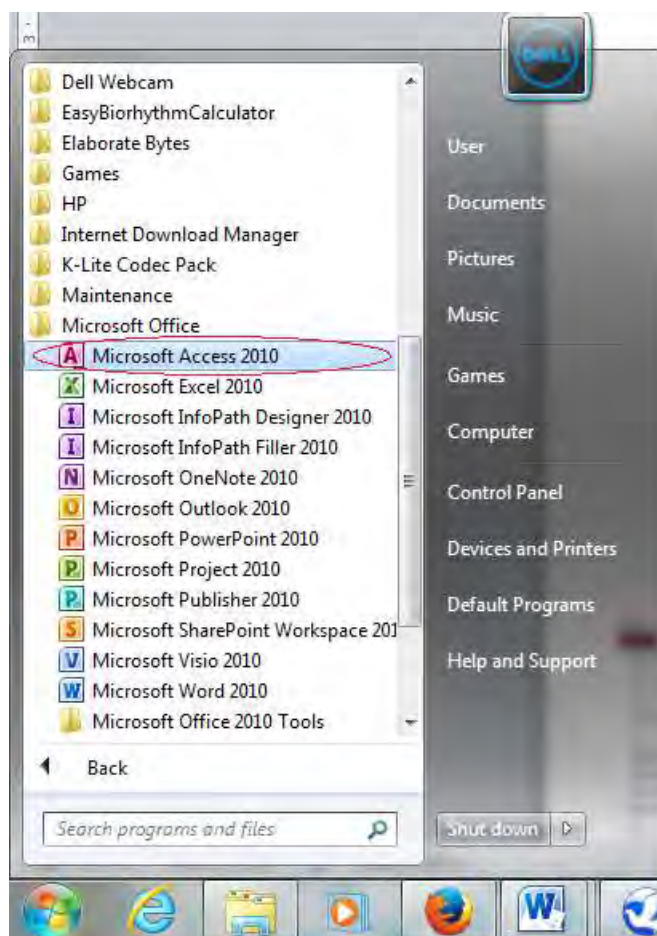 3
DELL
Dell Webcam
EasyBiorhythmCalculator
Elaborate Bytes
Games
HP
Internet Download Manager
K-Lite Codec Pack
Maintenance
Microsoft Office
Microsoft Access 2010
Microsoft Excel 2010
Microsoft InfoPath Designer 2010
Microsoft InfoPath Filler 2010
Microsoft OneNote 2010
Microsoft Outlook 2010
Microsoft PowerPoint 2010
Microsoft Project 2010
Microsoft Publisher 2010
Microsoft SharePoint Workspace 201
Microsoft Visio 2010
Microsoft Word 2010
Microsoft Office 2010 Tools
Back
Search programs and files
User
Documents
Pictures
Music
Games
Computer
Control Panel
Devices and Printers
Default Programs
Help and Support
Shut down